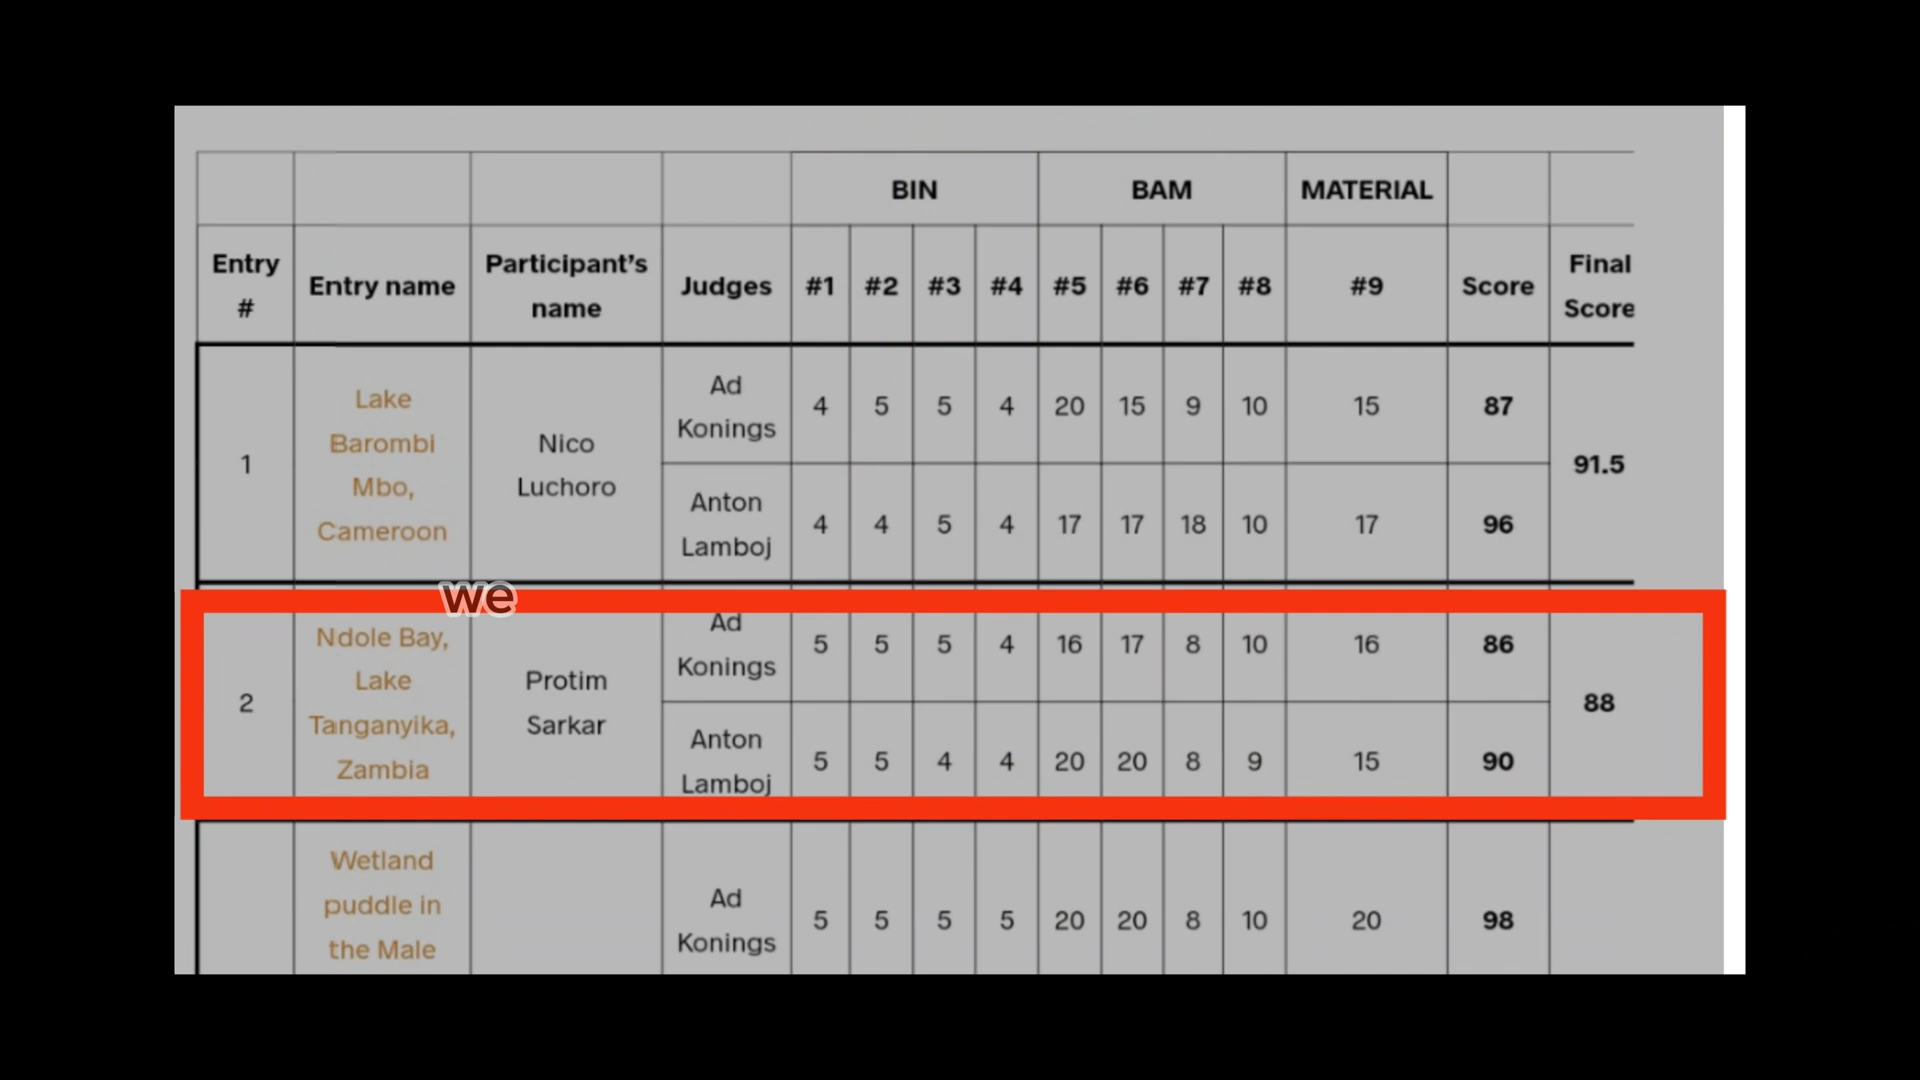 BIN BAM MATERIAL
Entry # Entry name Participant's name Judges #1 #2 #3 #4 #5 #6 #7 #8 #9 Score Final Score
1
Lake
Barombi
Mbo,
Cameroon
Nico
Luchoro
Ad
Konings
4 5 5 4 20 15 9 10 15 87
91.5
Anton
Lamboj
4 4 5 4 17 17 18 10 17 96
we
2
Ndole Bay,
Lake
Tanganyika,
Zambia
Protim
Sarkar
Ad
Konings
5 5 5 4 16 17 8 10 16 86
88
Anton
Lamboj
5 5 4 4 20 20 8 9 15 90
Wetland
puddle in
the Male
Ad
Konings
5 5 5 5 20 20 8 10 20 98